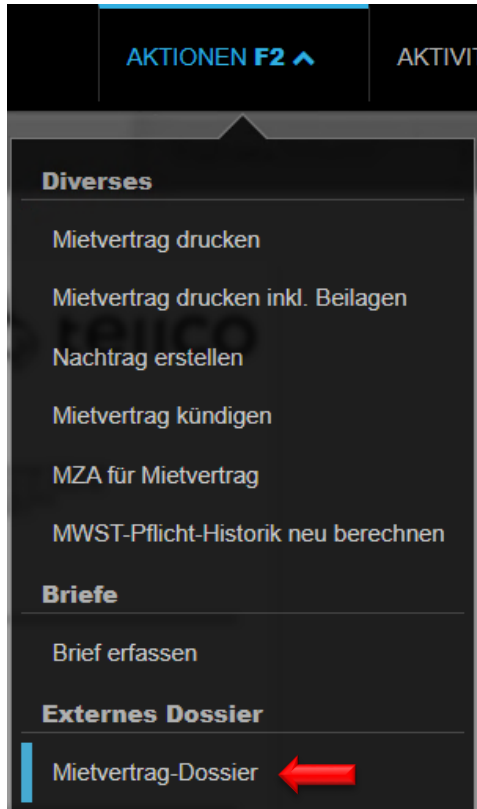 AKTIONEN F2
AKTIVI
Diverses
Mietvertrag drucken
Mietvertrag drucken inkl. Beilagen
Nachtrag erstellen
Mietvertrag kündigen
MZA für Mietvertrag
MWST-Pflicht-Historik neu berechnen
Briefe
Brief erfassen
Externes Dossier
Mietvertrag-Dossier